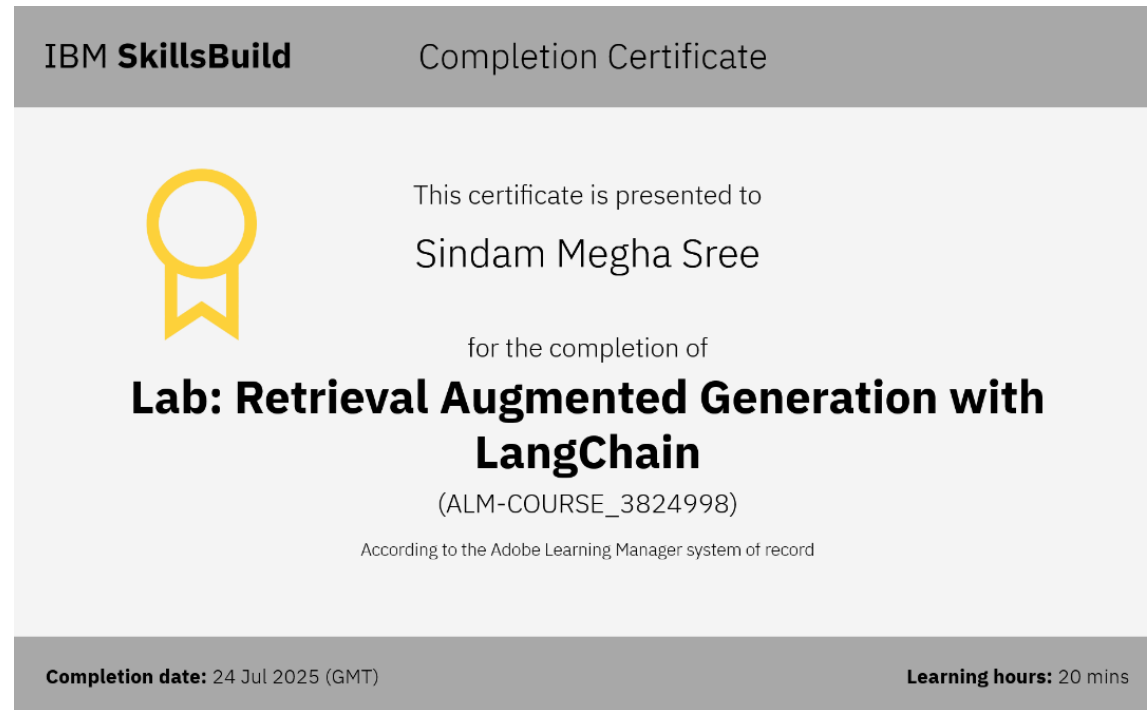 IBM SkillsBuild
Completion Certificate
This certificate is presented to
Sindam Megha Sree
for the completion of
Lab: Retrieval Augmented Generation with
LangChain
(ALM-COURSE_3824998)
According to the Adobe Learning Manager system of record
Completion date: 24 Jul 2025 (GMT)
Learning hours: 20 mins